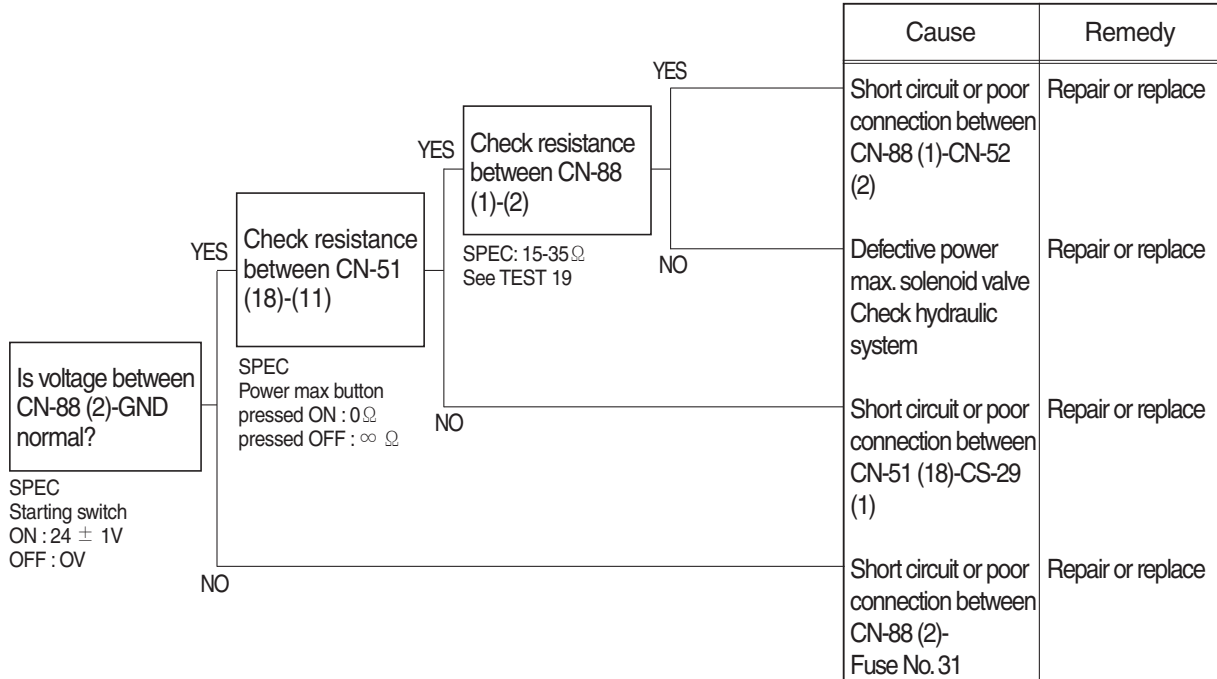 Cause
Remedy
YES
Short circuit or poor
connection between
CN-88 (1)-CN-52
(2)
Repair or replace
YES
Check resistance
between CN-88
(1)-(2)
SPEC: 15-35Ω
See TEST 19
NO
Defective power
max. solenoid valve
Check hydraulic
system
Repair or replace
YES
Check resistance
between CN-51
(18)-(11)
SPEC
Power max button
pressed ON : 0Ω
pressed OFF : ∞ Ω
NO
Short circuit or poor
connection between
CN-51 (18)-CS-29
(1)
Repair or replace
Is voltage between
CN-88 (2)-GND
normal?
SPEC
Starting switch
ON : 24 ± 1V
OFF : OV
NO
Short circuit or poor
connection between
CN-88 (2)-
Fuse No. 31
Repair or replace